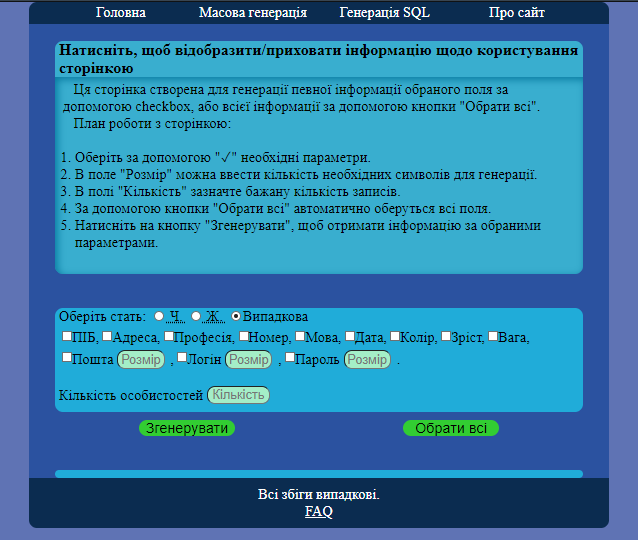 Головна Масова генерація Генерація SQL Про сайт
Натисніть, щоб відобразити/приховати інформацію щодо користування
сторінкою
Ця сторінка створена для генерації певної інформації обраного поля за
допомогою checkbox, або всієї інформації за допомогою кнопки "Обрати всі".
План роботи з сторінкою:
1. Оберіть за допомогою "✓" необхідні параметри.
2. В поле "Розмір" можна ввести кількість необхідних символів для генерації.
3. В полі "Кількість" зазначте бажану кількість записів.
4. За допомогою кнопки "Обрати всі" автоматично оберуться всі поля.
5. Натисніть на кнопку "Згенерувати", щоб отримати інформацію за обраними
параметрами.
Оберіть стать: Ч Ж Випадкова
ПІБ, Адреса, Професія, Номер, Мова, Дата, Колір, Зріст, Вага,
Пошта Розмір , Логін Розмір , Пароль Розмір .
Кількість особистостей Кількість
Згенерувати Обрати всі
Всі збіги випадкові.
FAQ